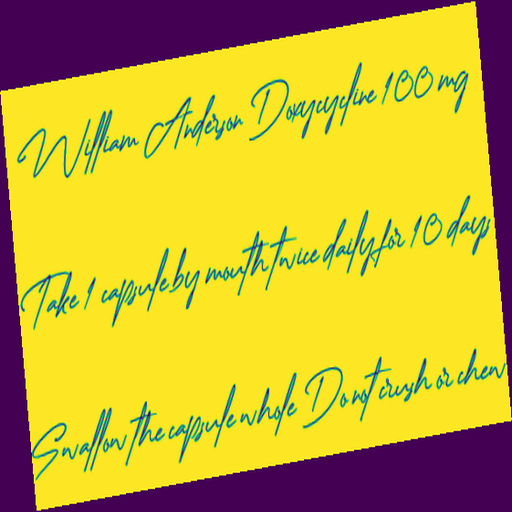 William Anderson Doxycycline 100 mg
Take 1 capsule by mouth twice daily for 10 days
Swallow the capsule whole Do not crush or chew